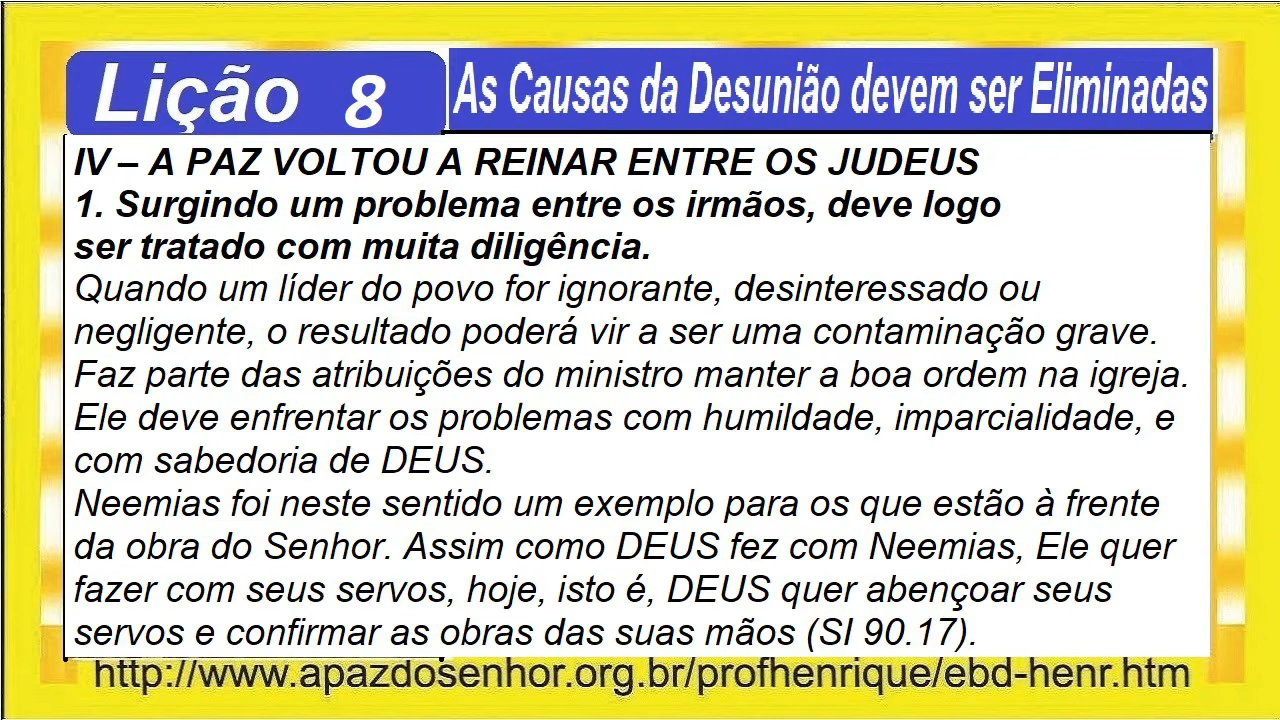 Lição 8 As Causas da Desunião devem ser Eliminadas
IV – A PAZ VOLTOU A REINAR ENTRE OS JUDEUS
1. Surgindo um problema entre os irmãos, deve logo
ser tratado com muita diligência.
Quando um líder do povo for ignorante, desinteressado ou
negligente, o resultado poderá vir a ser uma contaminação grave.
Faz parte das atribuições do ministro manter a boa ordem na igreja.
Ele deve enfrentar os problemas com humildade, imparcialidade, e
com sabedoria de DEUS.
Neemias foi neste sentido um exemplo para os que estão à frente
da obra do Senhor. Assim como DEUS fez com Neemias, Ele quer
fazer com seus servos, hoje, isto é, DEUS quer abençoar seus
servos e confirmar as obras das suas mãos (Sl 90.17).
http://www.apazdosenhor.org.br/profhenrique/ebd-henr.htm